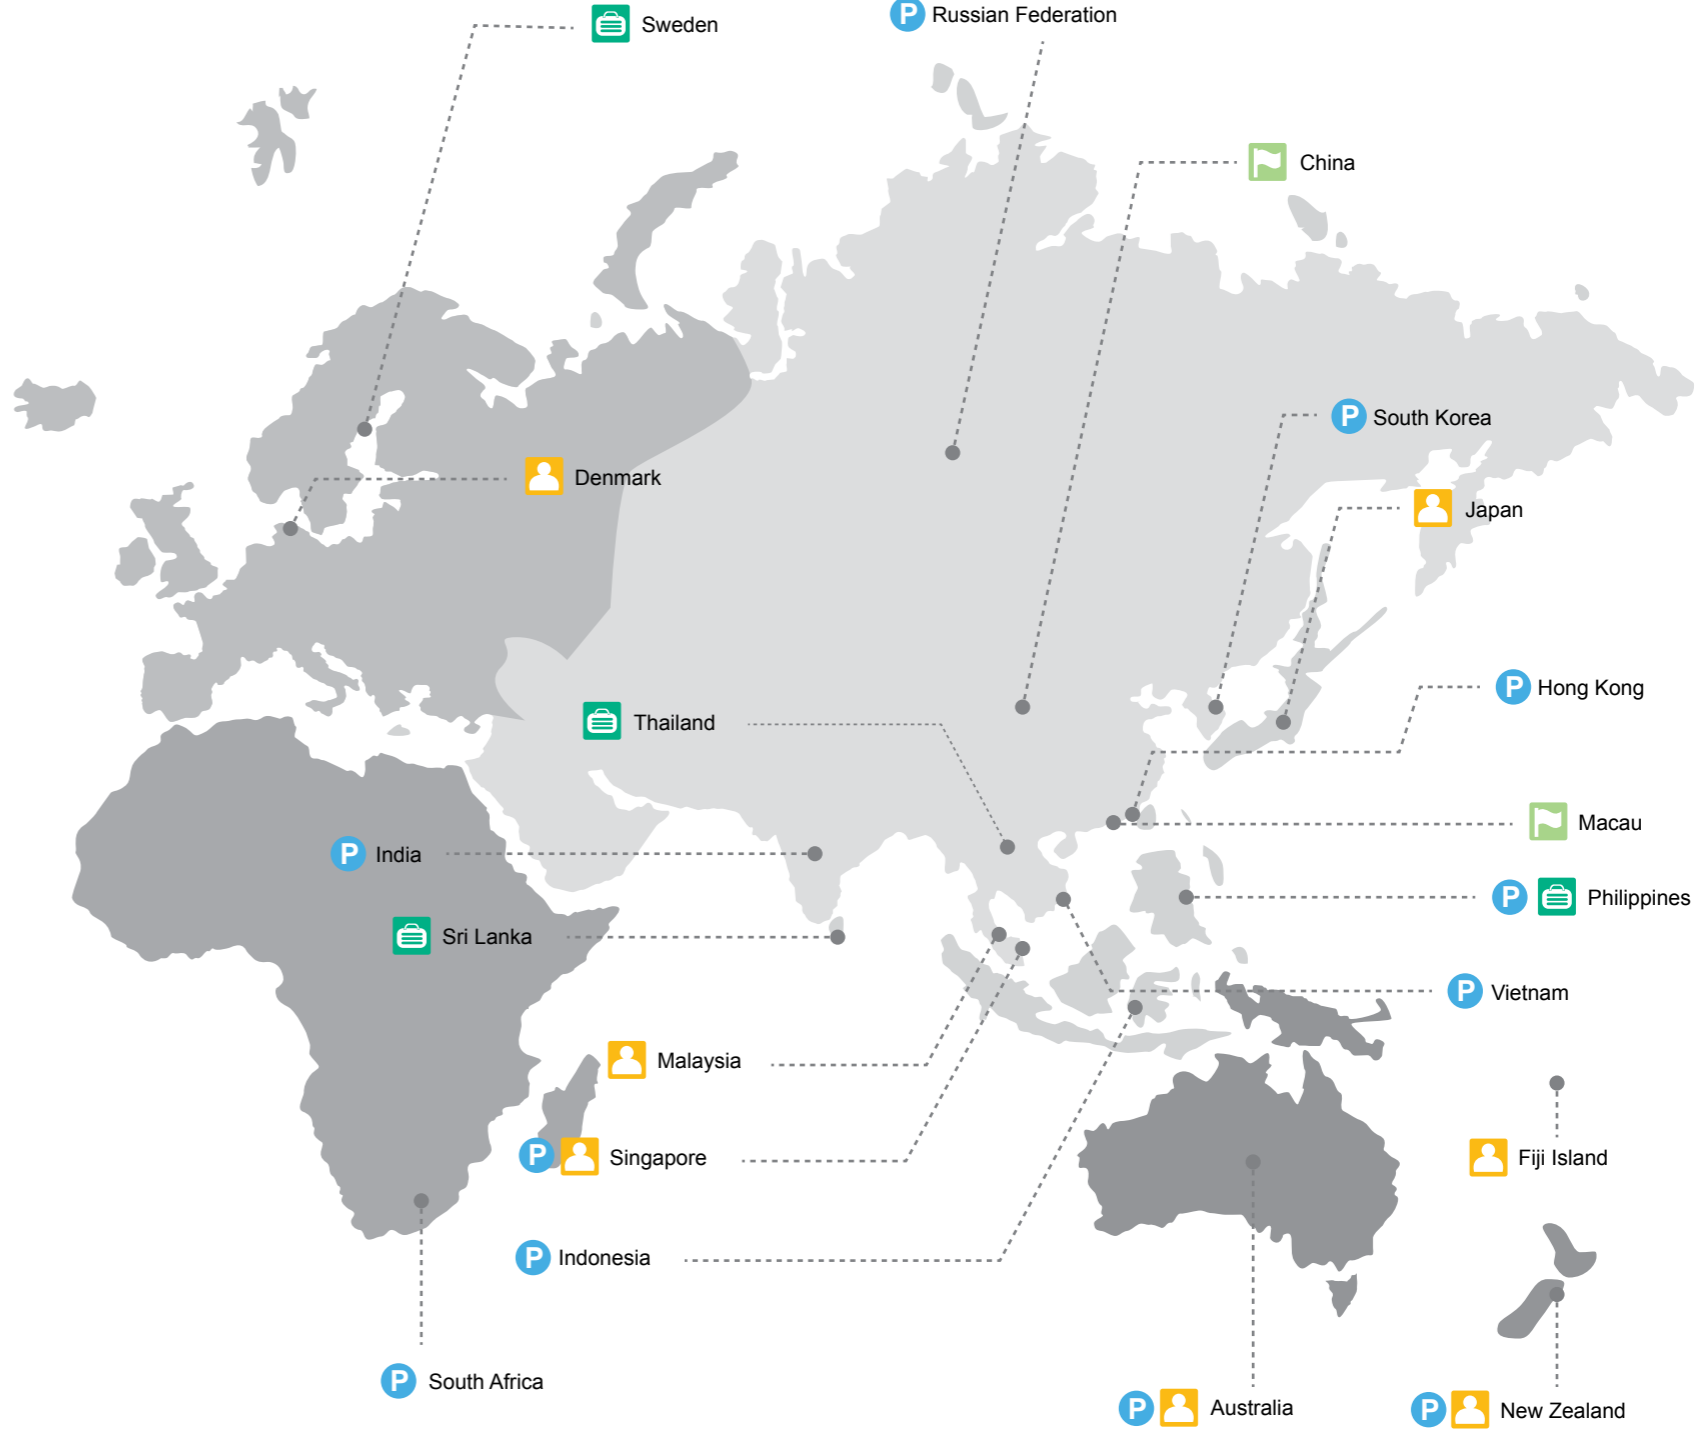 Sweden
P Russian Federation
China
P South Korea
Denmark
Japan
P Hong Kong
Thailand
Macau
P India
P Philippines
Sri Lanka
P Vietnam
Malaysia
P Singapore
Fiji Island
P Indonesia
P South Africa
P Australia
P New Zealand